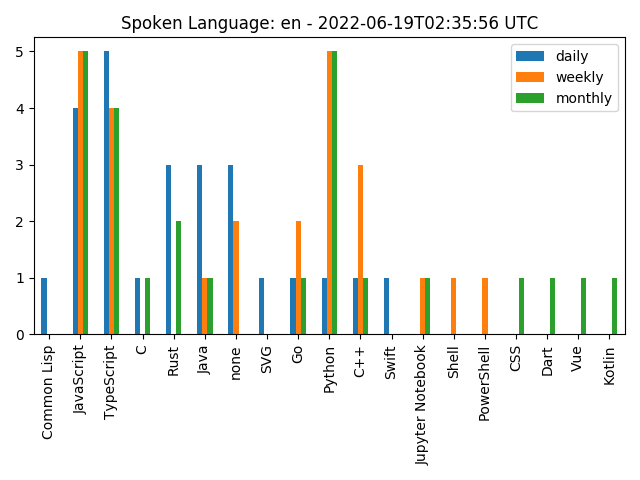 Spoken Language: en - 2022-06-19T02:35:56 UTC
daily
weekly
monthly
5
4
3
2
1
0
Common Lisp
JavaScript
TypeScript
C
Rust
Java
none
SVG
Go
Python
C++
Swift
Jupyter Notebook
Shell
PowerShell
CSS
Dart
Vue
Kotlin